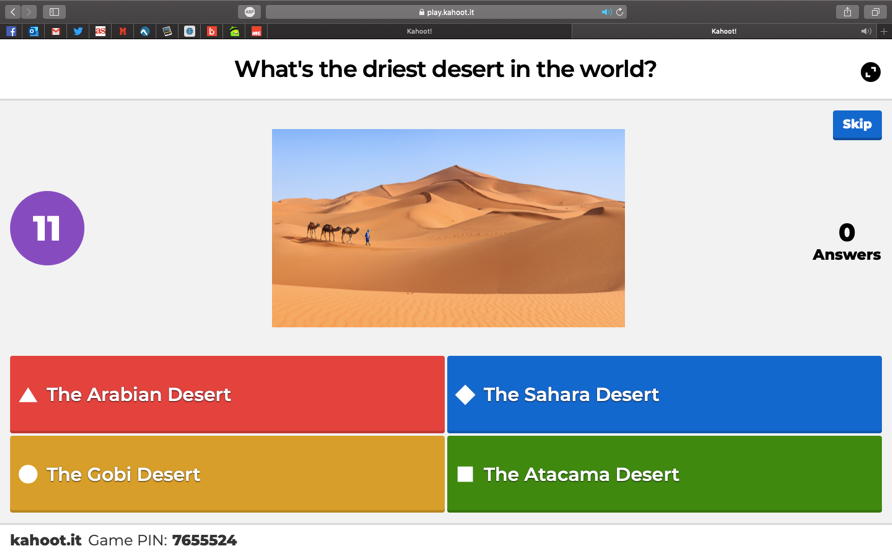 play.kahoot.it
Kahoot!
Kahoot!
What's the driest desert in the world?
Skip
11
0
Answers
The Arabian Desert
The Sahara Desert
The Gobi Desert
The Atacama Desert
kahoot.it Game PIN: 7655524